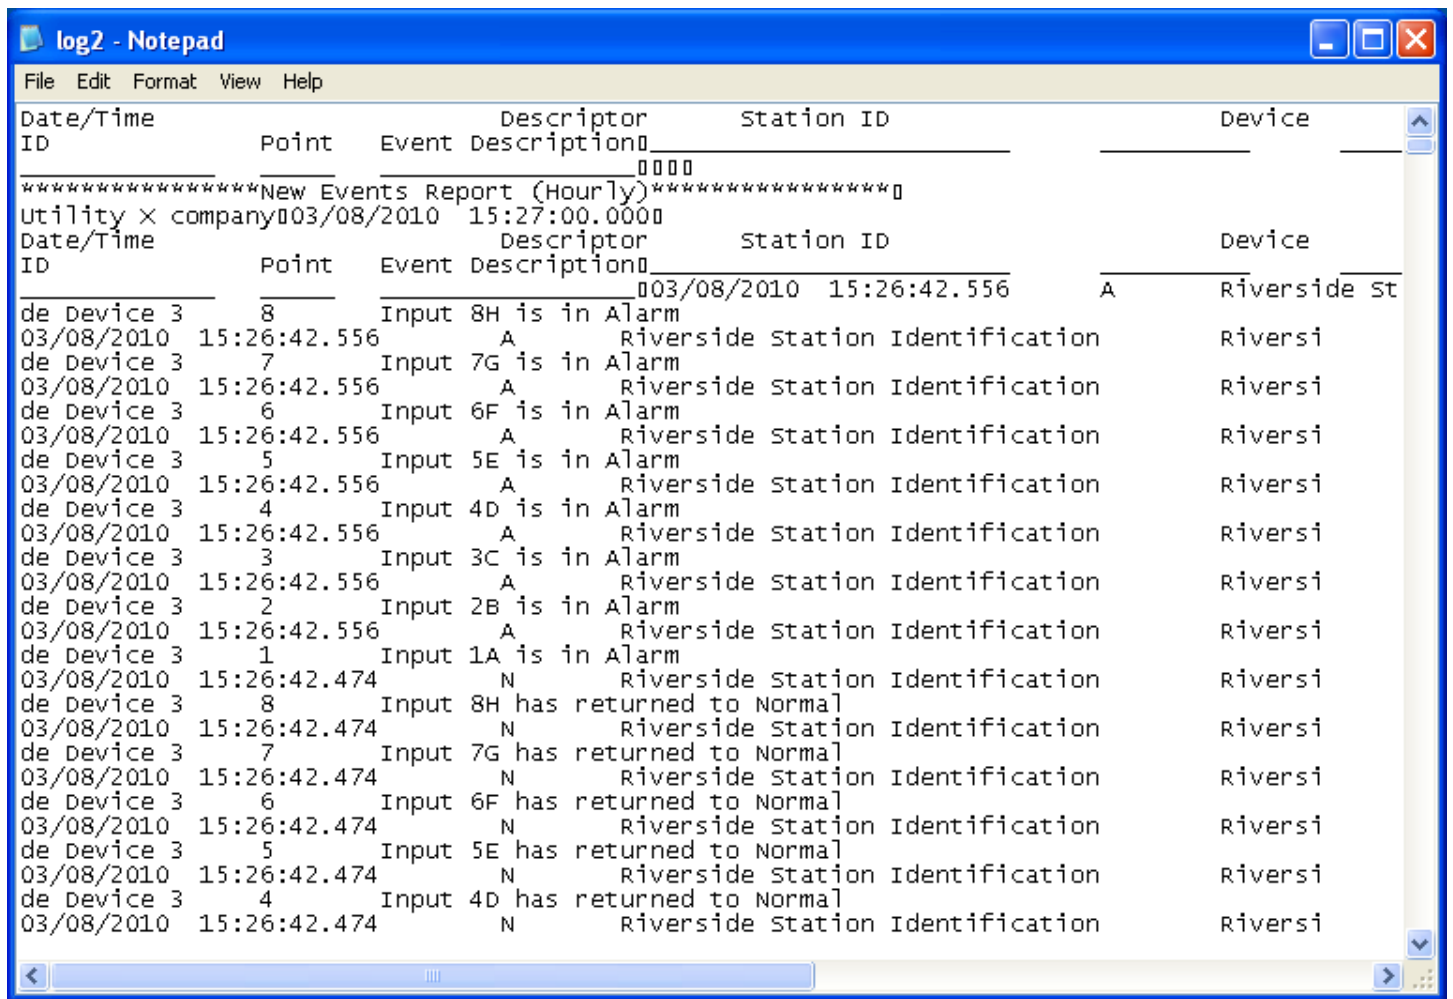 log2 - Notepad
File Edit Format View Help
Date/Time Descriptor Station ID Device
ID Point Event Description▯________________________ __________ ____
_____________ _____ _________________▯▯▯▯
****************New Events Report (Hourly)****************▯
Utility X company▯03/08/2010 15:27:00.000▯
Date/Time Descriptor Station ID Device
ID Point Event Description▯________________________ __________ ____
_____________ _____ _________________▯03/08/2010 15:26:42.556 A Riverside St
de Device 3 8 Input 8H is in Alarm
03/08/2010 15:26:42.556 A Riverside Station Identification Riversi
de Device 3 7 Input 7G is in Alarm
03/08/2010 15:26:42.556 A Riverside Station Identification Riversi
de Device 3 6 Input 6F is in Alarm
03/08/2010 15:26:42.556 A Riverside Station Identification Riversi
de Device 3 5 Input 5E is in Alarm
03/08/2010 15:26:42.556 A Riverside Station Identification Riversi
de Device 3 4 Input 4D is in Alarm
03/08/2010 15:26:42.556 A Riverside Station Identification Riversi
de Device 3 3 Input 3C is in Alarm
03/08/2010 15:26:42.556 A Riverside Station Identification Riversi
de Device 3 2 Input 2B is in Alarm
03/08/2010 15:26:42.556 A Riverside Station Identification Riversi
de Device 3 1 Input 1A is in Alarm
03/08/2010 15:26:42.474 N Riverside Station Identification Riversi
de Device 3 8 Input 8H has returned to Normal
03/08/2010 15:26:42.474 N Riverside Station Identification Riversi
de Device 3 7 Input 7G has returned to Normal
03/08/2010 15:26:42.474 N Riverside Station Identification Riversi
de Device 3 6 Input 6F has returned to Normal
03/08/2010 15:26:42.474 N Riverside Station Identification Riversi
de Device 3 5 Input 5E has returned to Normal
03/08/2010 15:26:42.474 N Riverside Station Identification Riversi
de Device 3 4 Input 4D has returned to Normal
03/08/2010 15:26:42.474 N Riverside Station Identification Riversi